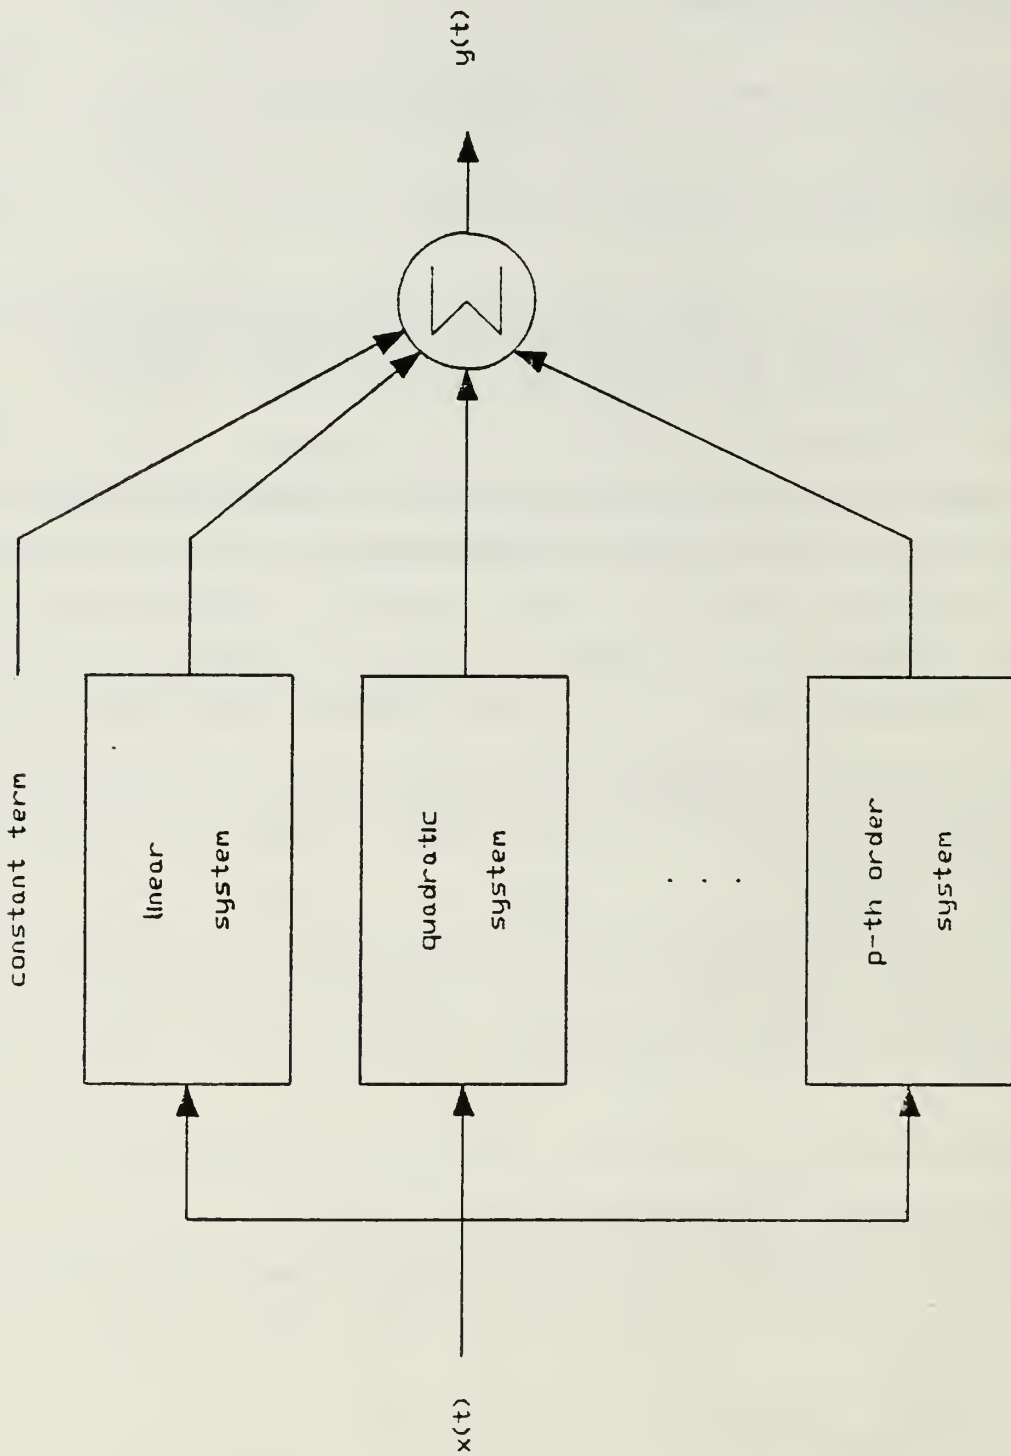 constant term
linear
system
quadratic
system
. . .
p-th order
system
x(t)
Σ
y(t)